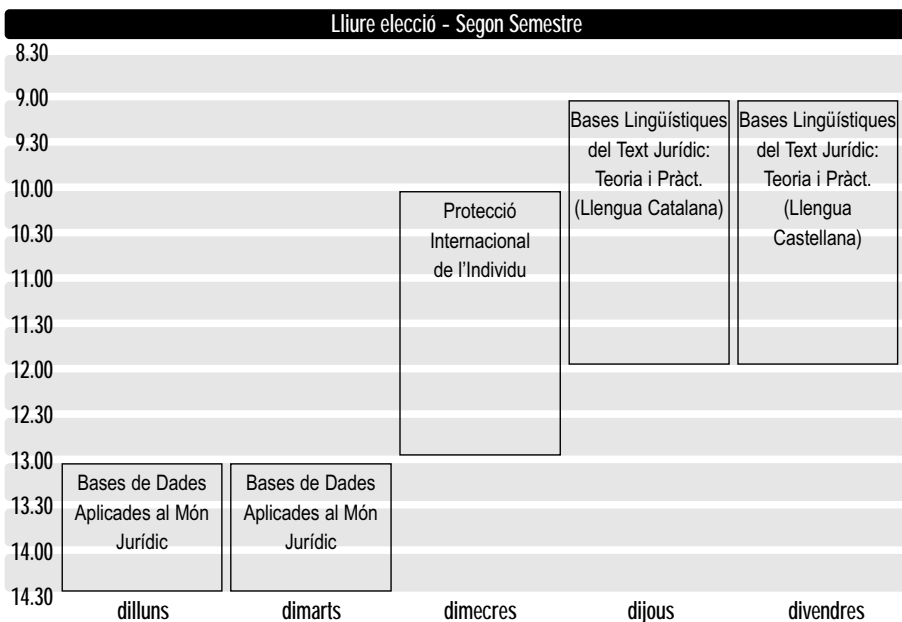 Lliure elecció - Segon Semestre
8.30
9.00
9.30
10.00
10.30
11.00
11.30
12.00
12.30
13.00
13.30
14.00
14.30
Bases de Dades
Aplicades al Món
Jurídic
Bases de Dades
Aplicades al Món
Jurídic
Protecció
Internacional
de l'Individu
Bases Lingüístiques
del Text Jurídic:
Teoria i Pràct.
(Llengua Catalana)
Bases Lingüístiques
del Text Jurídic:
Teoria i Pràct.
(Llengua
Castellana)
dilluns
dimarts
dimecres
dijous
divendres